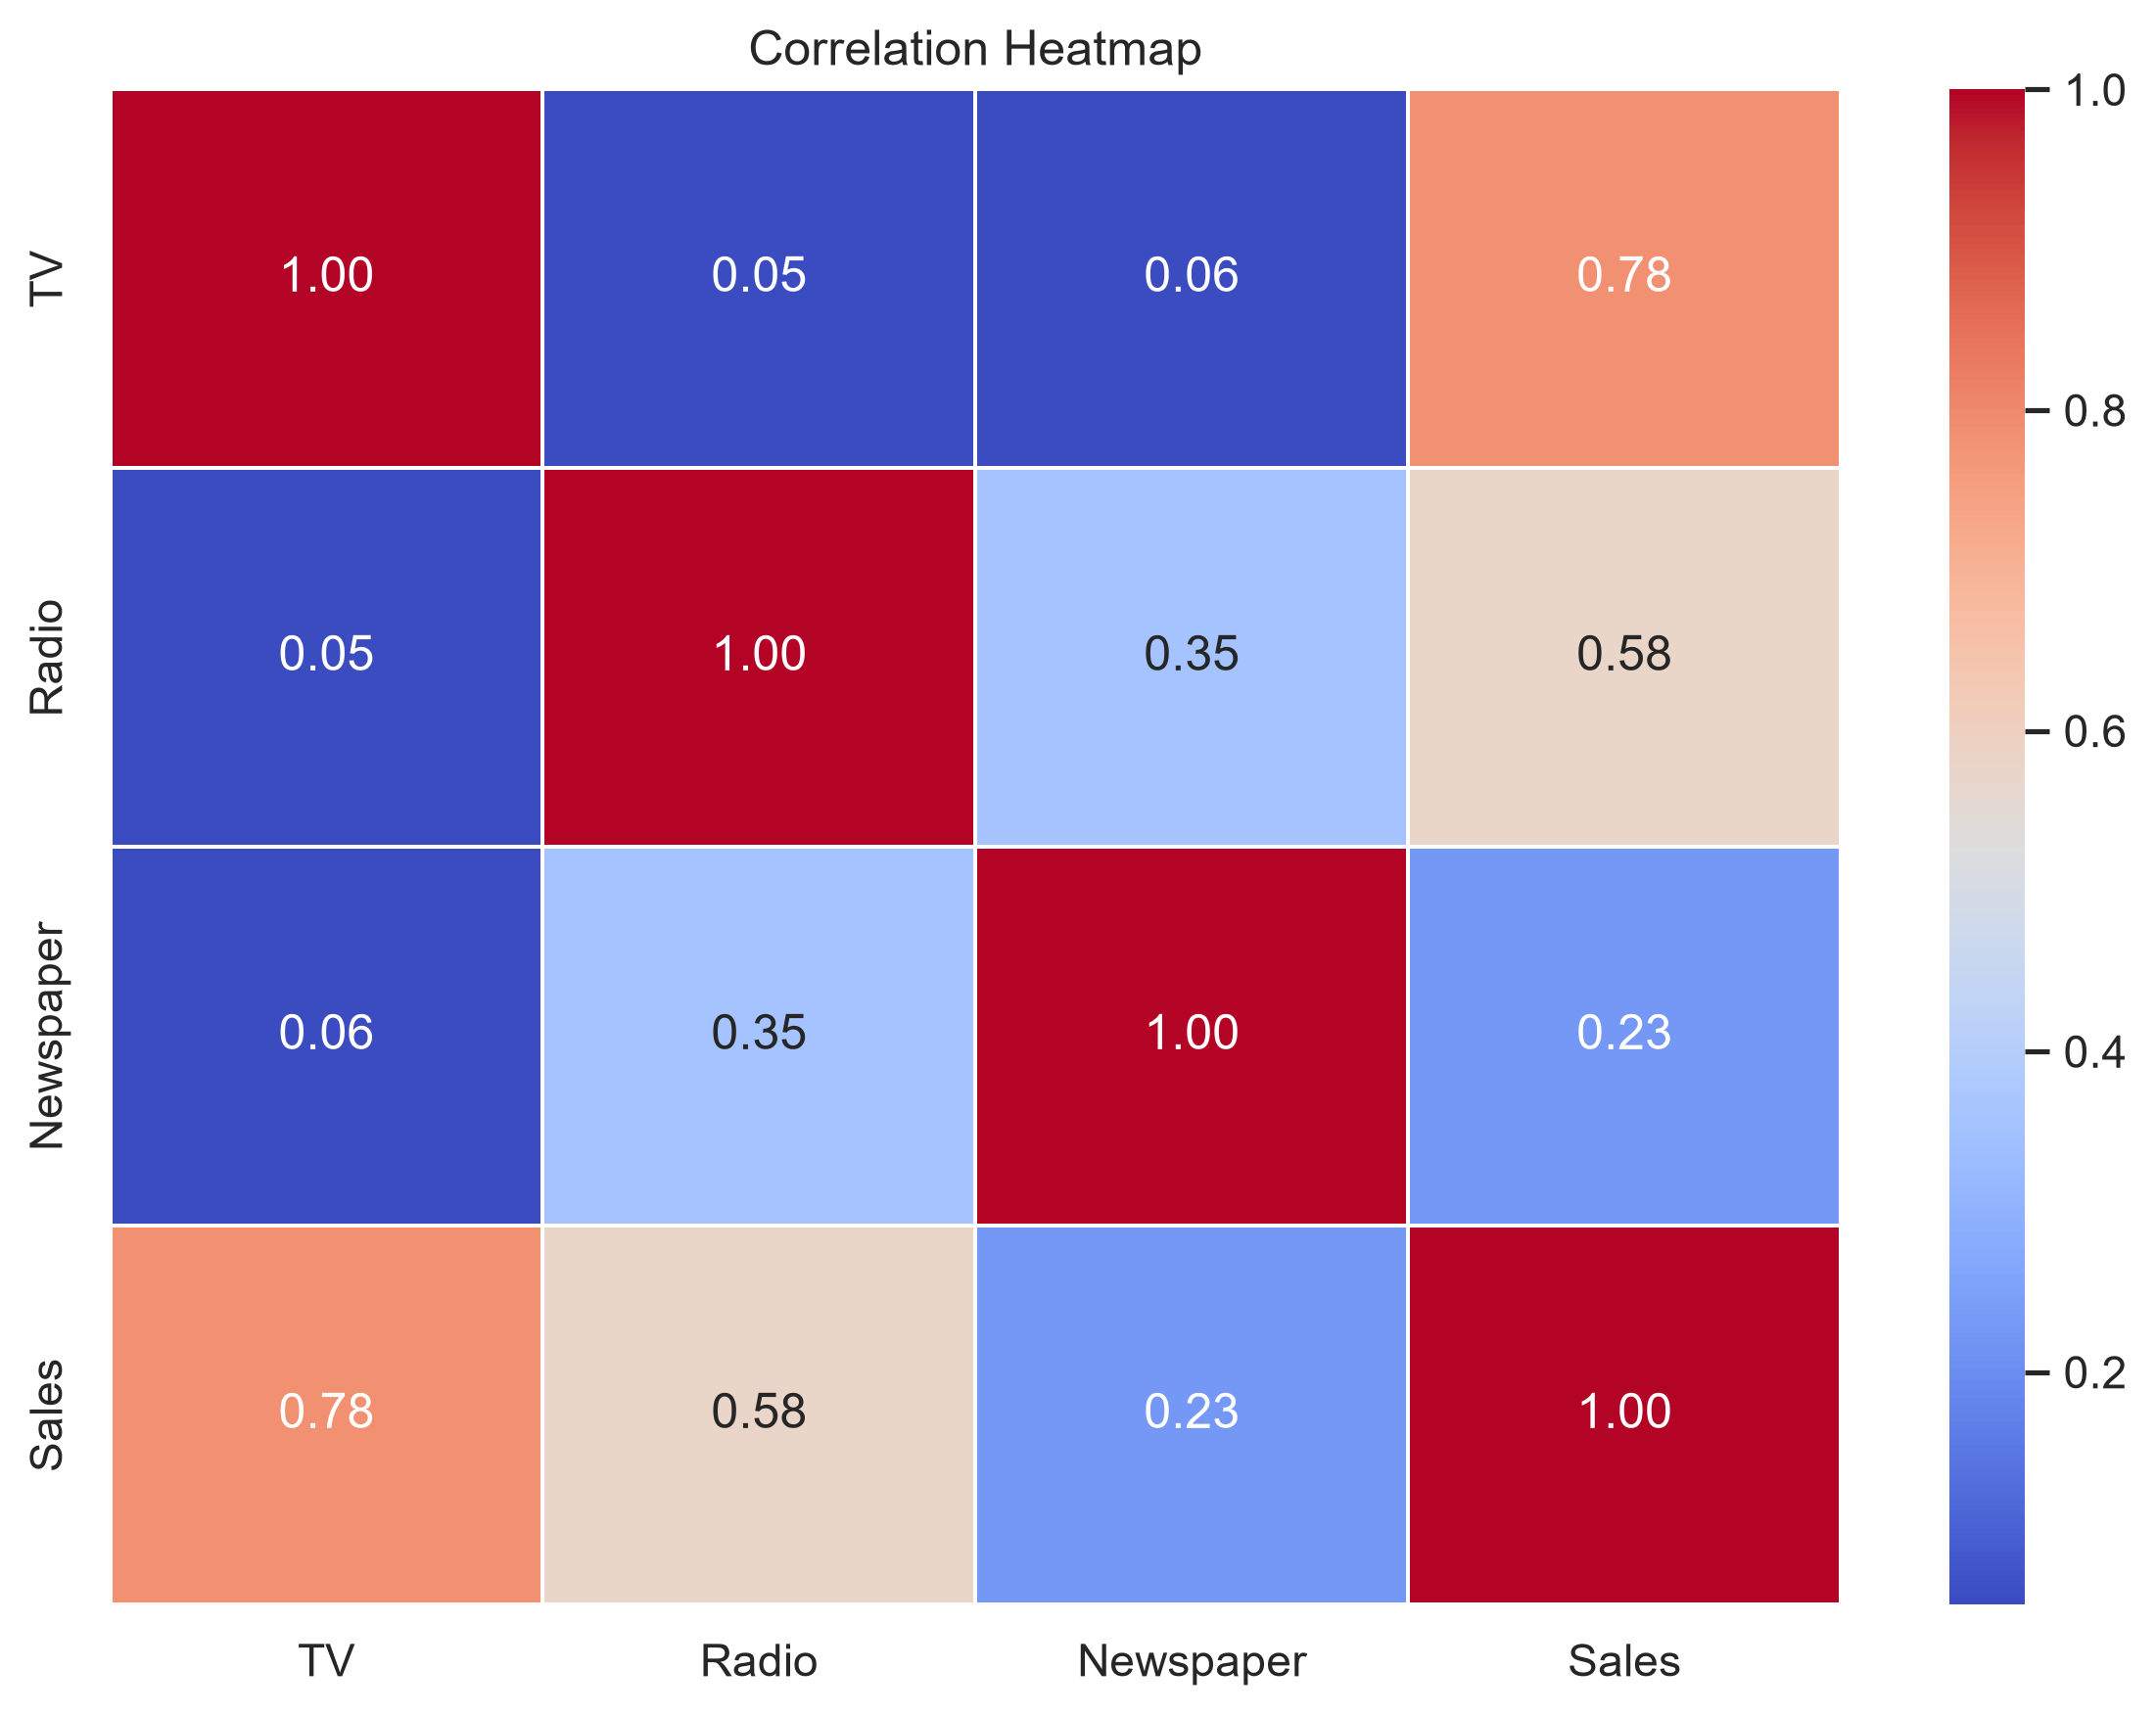 Correlation Heatmap
TV 1.00 0.05 0.06 0.78
Radio 0.05 1.00 0.35 0.58
Newspaper 0.06 0.35 1.00 0.23
Sales 0.78 0.58 0.23 1.00
TV Radio Newspaper Sales
1.0
0.8
0.6
0.4
0.2